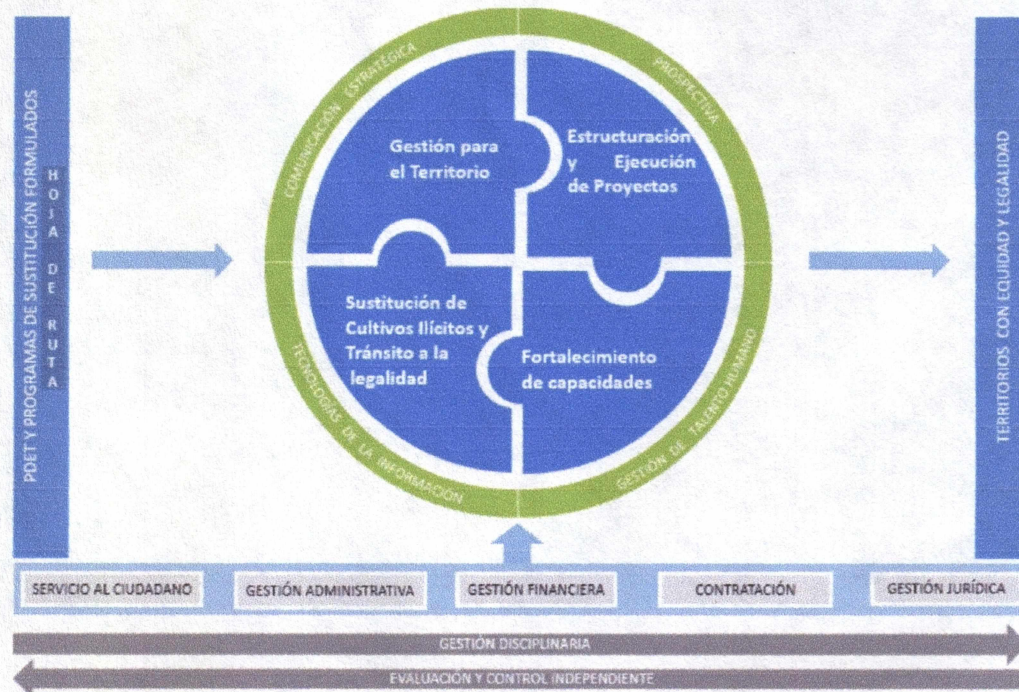 PDET Y PROGRAMAS DE SUSTITUCIÓN FORMULADOS
HOJA DE RUTA
COMUNICACIÓN ESTRATÉGICA
PROSPECTIVA
Gestión para
el Territorio
Estructuración
y Ejecución
de Proyectos
Sustitución de
Cultivos Ilícitos y
Tránsito a la
legalidad
Fortalecimiento
de capacidades
TECNOLOGÍAS DE LA INFORMACIÓN
GESTIÓN DE TALENTO HUMANO
TERRITORIOS CON EQUIDAD Y LEGALIDAD
SERVICIO AL CIUDADANO
GESTIÓN ADMINISTRATIVA
GESTIÓN FINANCIERA
CONTRATACIÓN
GESTIÓN JURÍDICA
GESTIÓN DISCIPLINARIA
EVALUACIÓN Y CONTROL INDEPENDIENTE